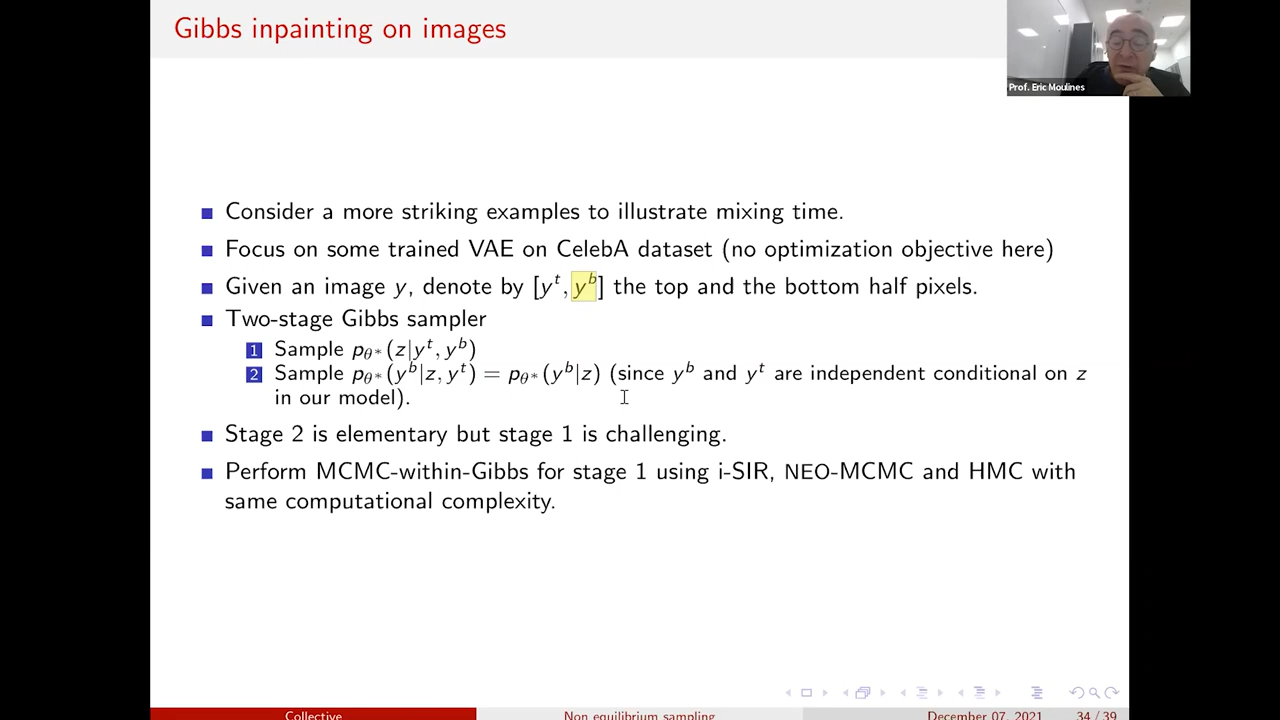 Gibbs inpainting on images
Prof. Eric Moulines
Consider a more striking examples to illustrate mixing time.
Focus on some trained VAE on CelebA dataset (no optimization objective here)
Given an image y, denote by [y^t, y^b] the top and the bottom half pixels.
Two-stage Gibbs sampler
1 Sample p_θ*(z|y^t, y^b)
2 Sample p_θ*(y^b|z, y^t) = p_θ*(y^b|z) (since y^b and y^t are independent conditional on z
in our model).
Stage 2 is elementary but stage 1 is challenging.
Perform MCMC-within-Gibbs for stage 1 using i-SIR, NEO-MCMC and HMC with
same computational complexity.
Collective Non equilibrium sampling December 07, 2021 34 / 39